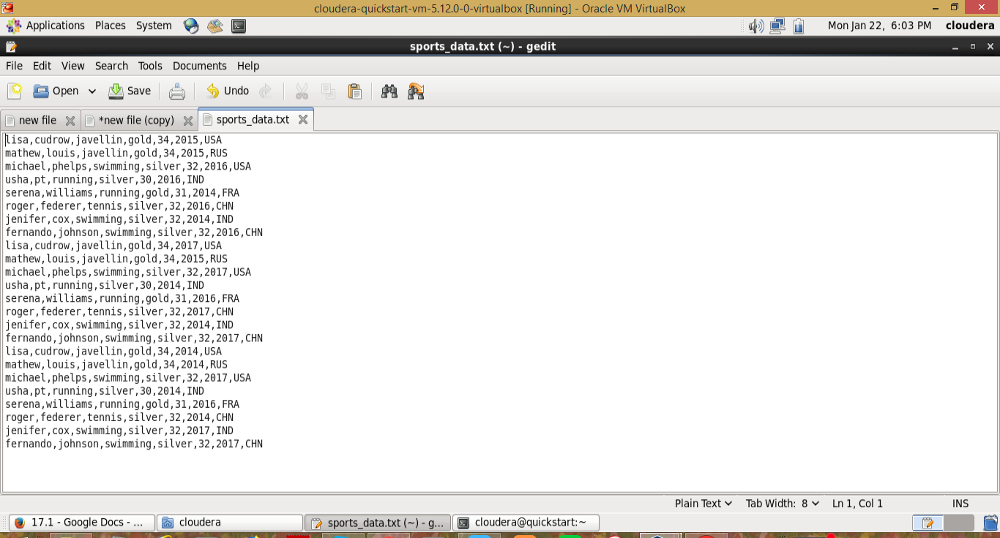 cloudera-quickstart-vm-5.12.0-0-virtualbox [Running] - Oracle VM VirtualBox
Applications Places System Mon Jan 22, 6:03 PM cloudera
sports_data.txt (~) - gedit
File Edit View Search Tools Documents Help
Open Save Undo
new file *new file (copy) sports_data.txt
lisa,cudrow,javellin,gold,34,2015,USA
mathew,louis,javellin,gold,34,2015,RUS
michael,phelps,swimming,silver,32,2016,USA
usha,pt,running,silver,30,2016,IND
serena,williams,running,gold,31,2014,FRA
roger,federer,tennis,silver,32,2016,CHN
jenifer,cox,swimming,silver,32,2014,IND
fernando,johnson,swimming,silver,32,2016,CHN
lisa,cudrow,javellin,gold,34,2017,USA
mathew,louis,javellin,gold,34,2015,RUS
michael,phelps,swimming,silver,32,2017,USA
usha,pt,running,silver,30,2014,IND
serena,williams,running,gold,31,2016,FRA
roger,federer,tennis,silver,32,2017,CHN
jenifer,cox,swimming,silver,32,2014,IND
fernando,johnson,swimming,silver,32,2017,CHN
lisa,cudrow,javellin,gold,34,2014,USA
mathew,louis,javellin,gold,34,2014,RUS
michael,phelps,swimming,silver,32,2017,USA
usha,pt,running,silver,30,2014,IND
serena,williams,running,gold,31,2016,FRA
roger,federer,tennis,silver,32,2014,CHN
jenifer,cox,swimming,silver,32,2017,IND
fernando,johnson,swimming,silver,32,2017,CHN
Plain Text Tab Width: 8 Ln 1, Col 1 INS
17.1 - Google Docs - ... cloudera sports_data.txt (~) - g... cloudera@quickstart:~